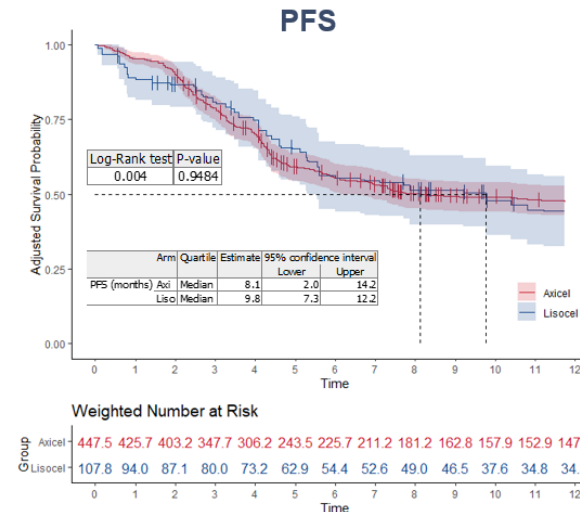 PFS
1.00
0.75
0.50
0.25
0.00
Adjusted Survival Probability
Log-Rank test P-value
0.004 0.9484
Arm Quartile Estimate 95% confidence interval
Lower Upper
PFS (months) Axi Median 8.1 2.0 14.2
Liso Median 9.8 7.3 12.2
Axicel
Lisocel
0 1 2 3 4 5 6 7 8 9 10 11 12
Time
Weighted Number at Risk
Group
Axicel 447.5 425.7 403.2 347.7 306.2 243.5 225.7 211.2 181.2 162.8 157.9 152.9 147
Lisocel 107.8 94.0 87.1 80.0 73.2 62.9 54.4 52.6 49.0 46.5 37.6 34.8 34.
0 1 2 3 4 5 6 7 8 9 10 11 12
Time